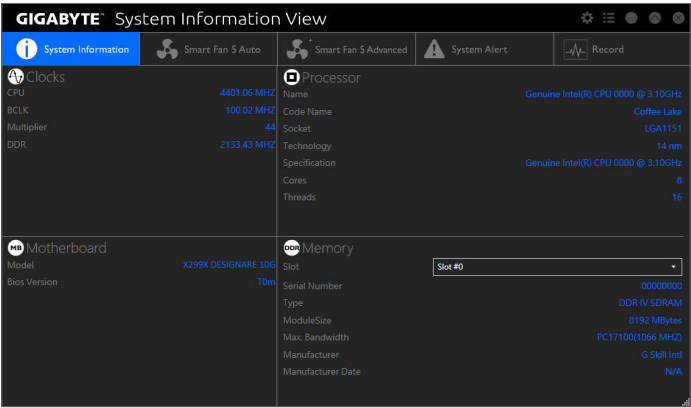 GIGABYTE™ System Information View
System Information
Smart Fan 5 Auto
Smart Fan 5 Advanced
System Alert
Record
Clocks
CPU 4401.06 MHZ
BCLK 100.02 MHZ
Multiplier 44
DDR 2133.43 MHZ
Processor
Name Genuine Intel(R) CPU 0000 @ 3.10GHz
Code Name Coffee Lake
Socket LGA1151
Technology 14 nm
Specification Genuine Intel(R) CPU 0000 @ 3.10GHz
Cores 8
Threads 16
MB Motherboard
Model X299X DESIGNARE 10G
Bios Version T0m
DDR Memory
Slot Slot #0
Serial Number 00000000
Type DDR IV SDRAM
ModuleSize 8192 MBytes
Max. Bandwidth PC17100(1066 MHZ)
Manufacturer G Skill Intl
Manufacturer Date N/A